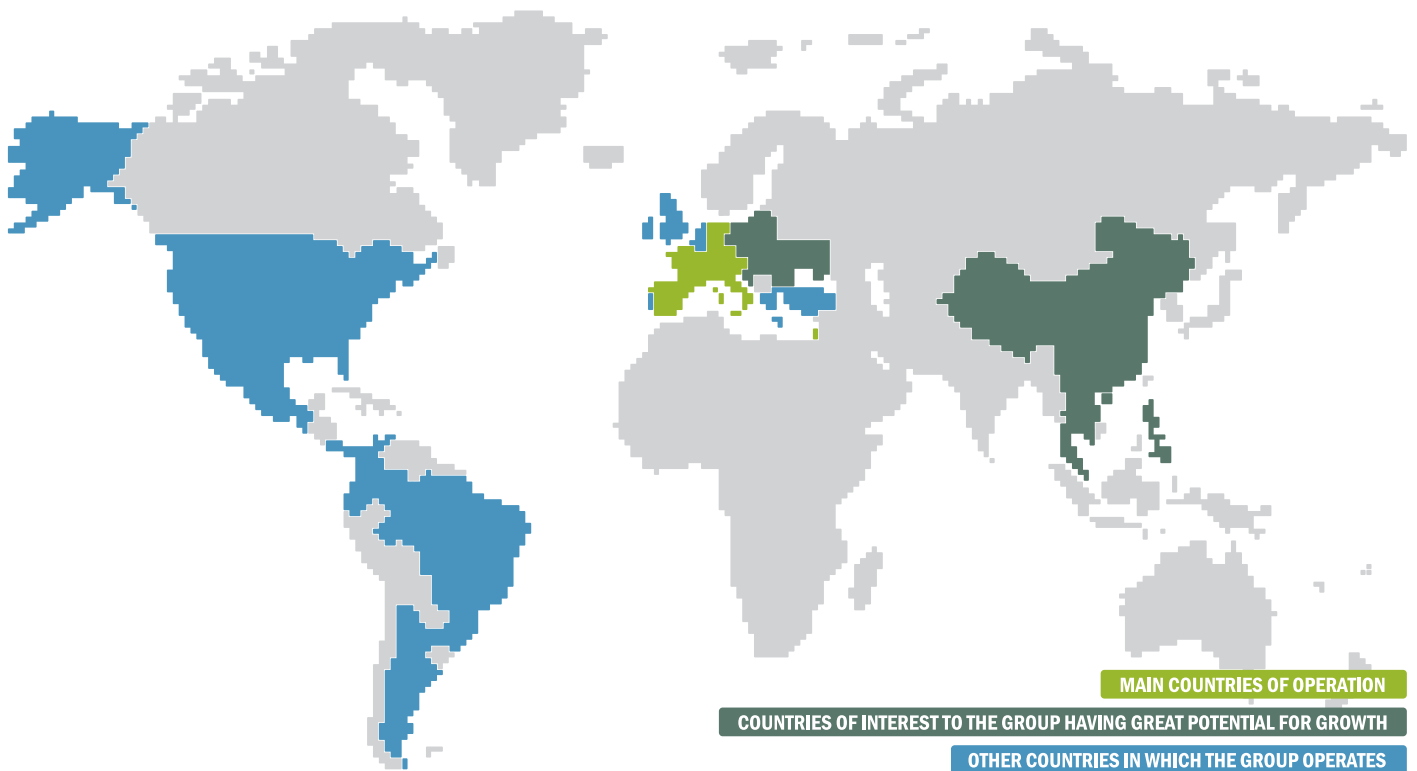 MAIN COUNTRIES OF OPERATION
COUNTRIES OF INTEREST TO THE GROUP HAVING GREAT POTENTIAL FOR GROWTH
OTHER COUNTRIES IN WHICH THE GROUP OPERATES